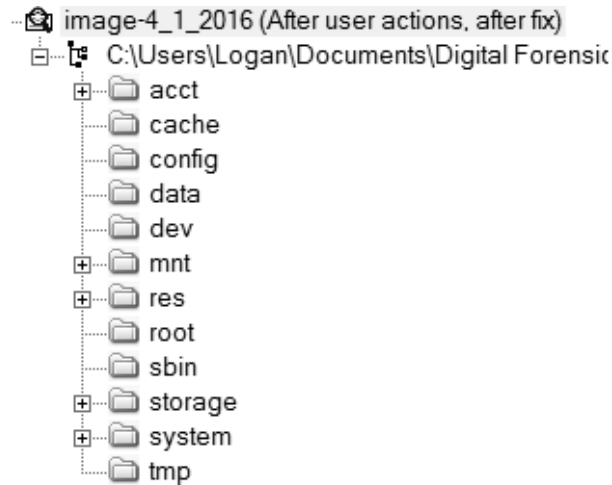 image-4_1_2016 (After user actions, after fix)
C:\Users\Logan\Documents\Digital Forensic
acct
cache
config
data
dev
mnt
res
root
sbin
storage
system
tmp